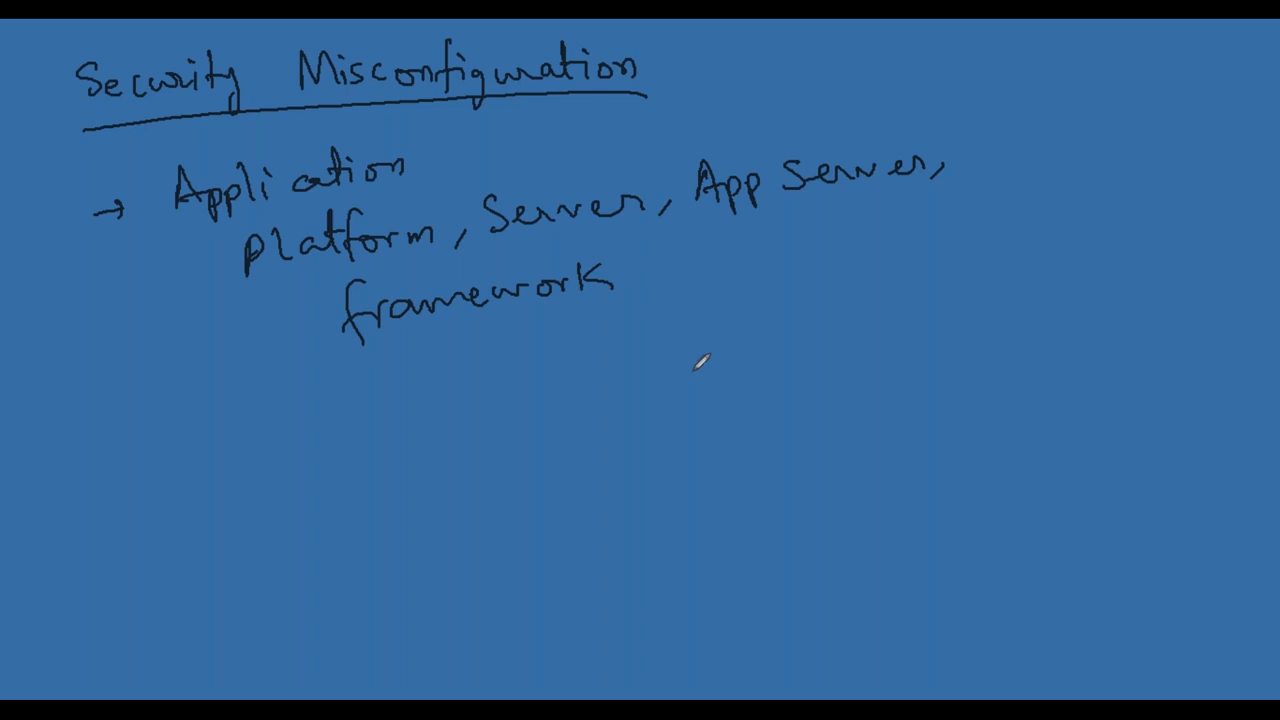 Security Misconfiguration
→ Application
platform, Server, App Server,
framework